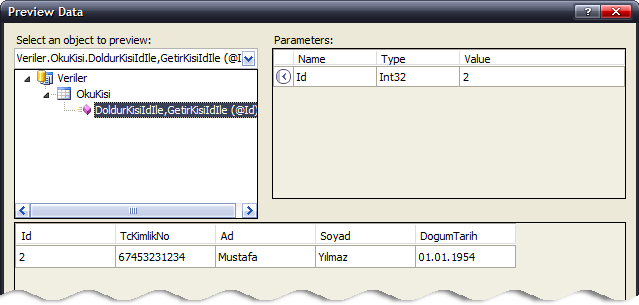 Preview Data
Select an object to preview:
Veriler.OkuKisi.DoldurKisiIdIle,GetirKisiIdIle (@I
Veriler
OkuKisi
DoldurKisiIdIle,GetirKisiIdIle (@Id)
Parameters:
Name Type Value
Id Int32 2
Id TcKimlikNo Ad Soyad DogumTarih
2 67453231234 Mustafa Yılmaz 01.01.1954